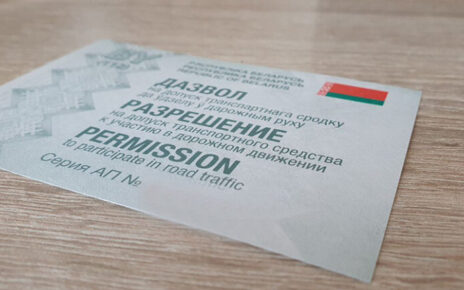 РЭСПУБЛІКА БЕЛАРУСЬ
РЕСПУБЛИКА БЕЛАРУСЬ
REPUBLIC OF BELARUS
ДАЗВОЛ
на допуск транспартнага сродку
да ўдзелу ў дарожным руху
РАЗРЕШЕНИЕ
на допуск транспортного средства
к участию в дорожном движении
PERMISSION
to participate in road traffic
Серия АП №